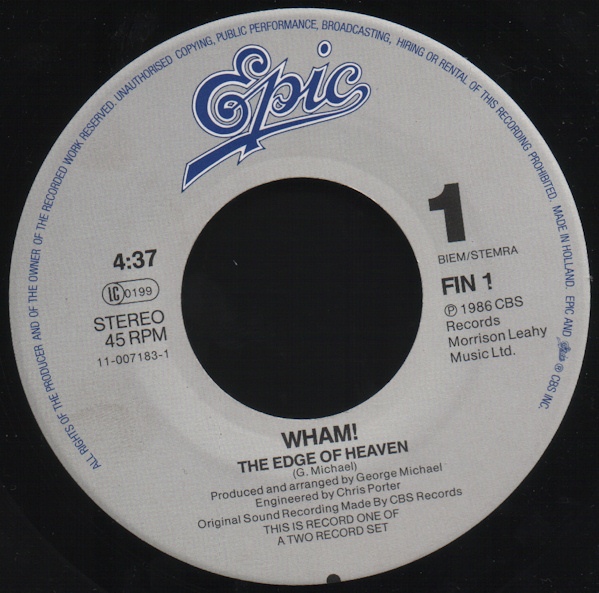 ALL RIGHTS OF THE PRODUCER AND OF THE OWNER OF THE RECORDED WORK RESERVED. UNAUTHORISED COPYING, PUBLIC PERFORMANCE, BROADCASTING, HIRING OR RENTAL OF THIS RECORDING PROHIBITED. MADE IN HOLLAND. EPIC AND Epic ® CBS INC.
Epic
1
BIEM/STEMRA
FIN 1
℗ 1986 CBS
Records
Morrison Leahy
Music Ltd.
4:37
LC 0199
STEREO
45 RPM
11-007183-1
WHAM!
THE EDGE OF HEAVEN
(G. Michael)
Produced and arranged by George Michael
Engineered by Chris Porter
Original Sound Recording Made By CBS Records
THIS IS RECORD ONE OF
A TWO RECORD SET